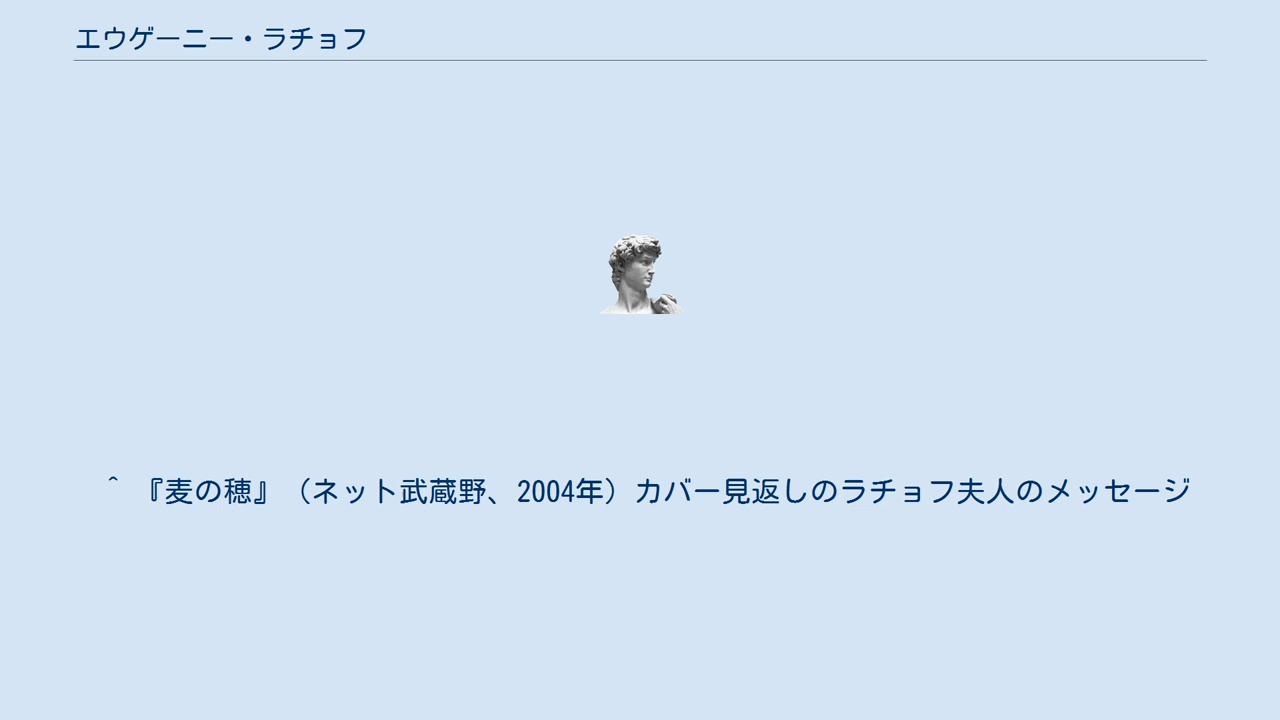 エウゲーニー・ラチョフ
^ 『麦の穂』（ネット武蔵野、2004年）カバー見返しのラチョフ夫人のメッセージ